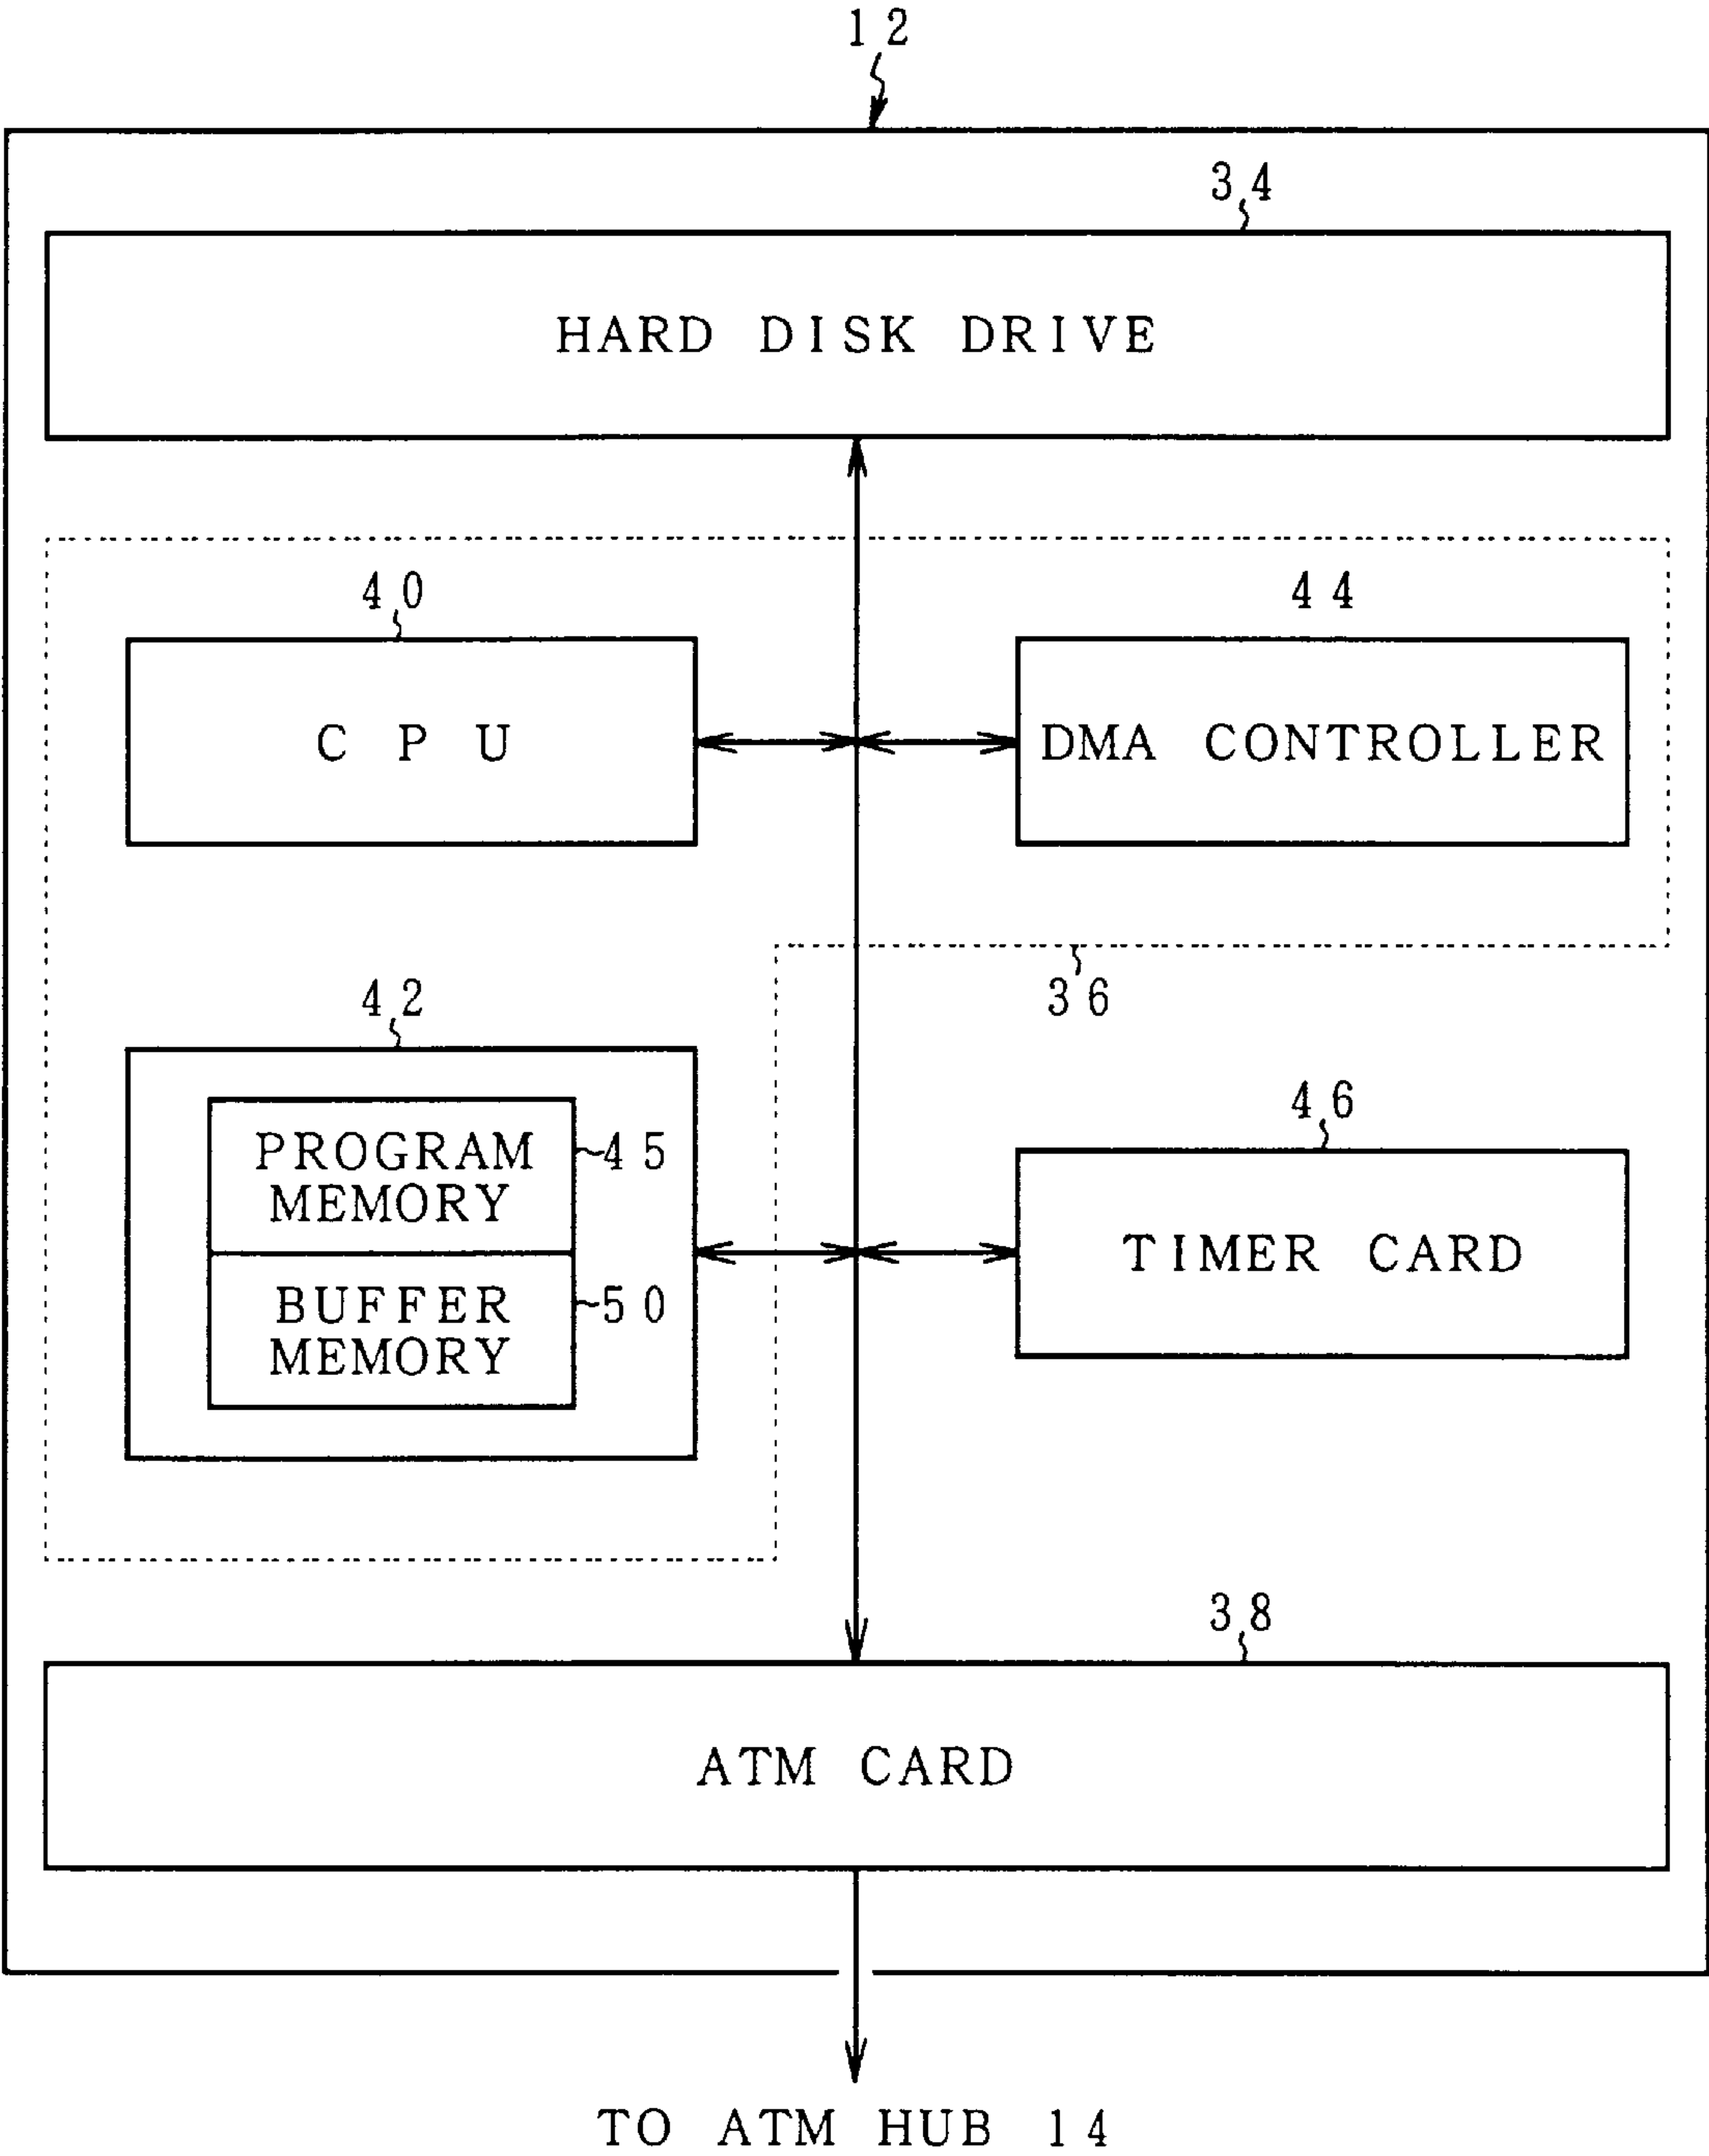 12
34
HARD DISK DRIVE
40
44
CPU
DMA CONTROLLER
36
42
46
PROGRAM
MEMORY
45
TIMER CARD
BUFFER
MEMORY
50
38
ATM CARD
TO ATM HUB 14